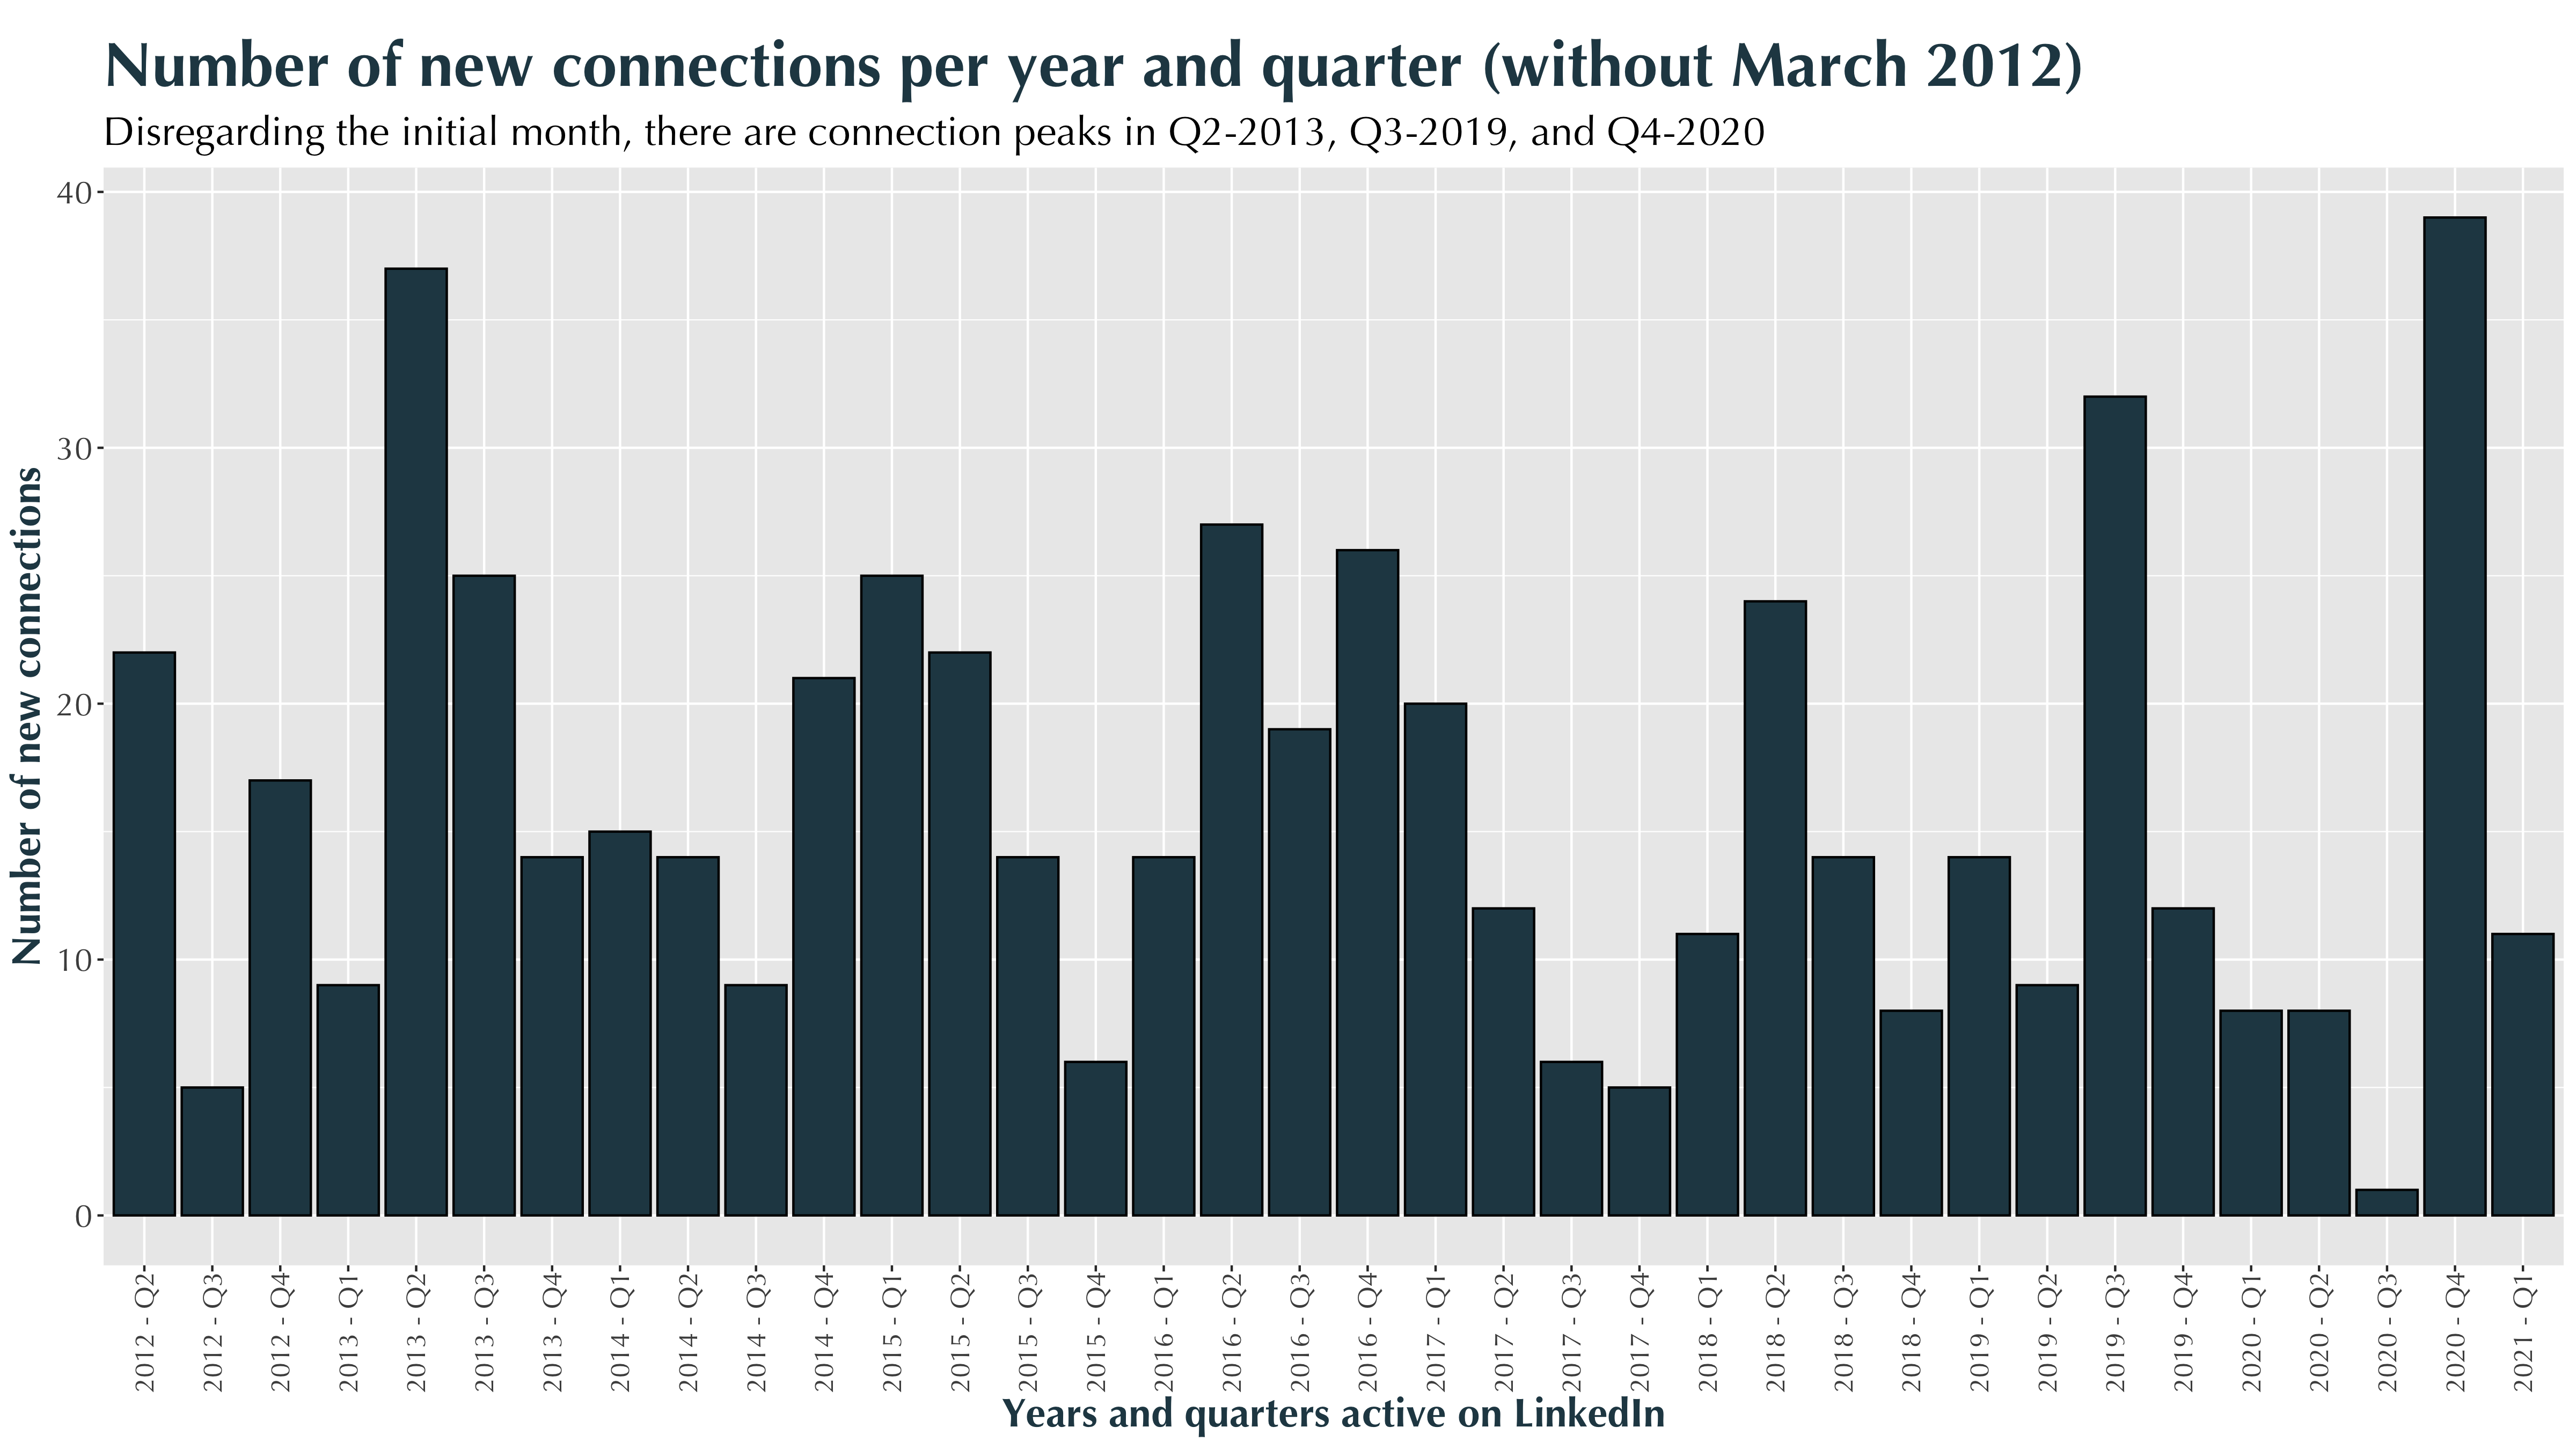 Number of new connections per year and quarter (without March 2012)
Disregarding the initial month, there are connection peaks in Q2-2013, Q3-2019, and Q4-2020
Number of new connections
40
30
20
10
0
2012 - Q2
2012 - Q3
2012 - Q4
2013 - Q1
2013 - Q2
2013 - Q3
2013 - Q4
2014 - Q1
2014 - Q2
2014 - Q3
2014 - Q4
2015 - Q1
2015 - Q2
2015 - Q3
2015 - Q4
2016 - Q1
2016 - Q2
2016 - Q3
2016 - Q4
2017 - Q1
2017 - Q2
2017 - Q3
2017 - Q4
2018 - Q1
2018 - Q2
2018 - Q3
2018 - Q4
2019 - Q1
2019 - Q2
2019 - Q3
2019 - Q4
2020 - Q1
2020 - Q2
2020 - Q3
2020 - Q4
2021 - Q1
Years and quarters active on LinkedIn